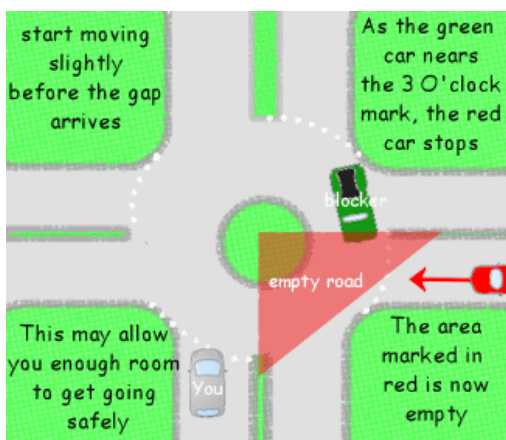 start moving
slightly
before the gap
arrives
As the green
car nears
the 3 O'clock
mark, the red
car stops
blocker
empty road
This may allow
you enough room
to get going
safely
You
The area
marked in
red is now
empty